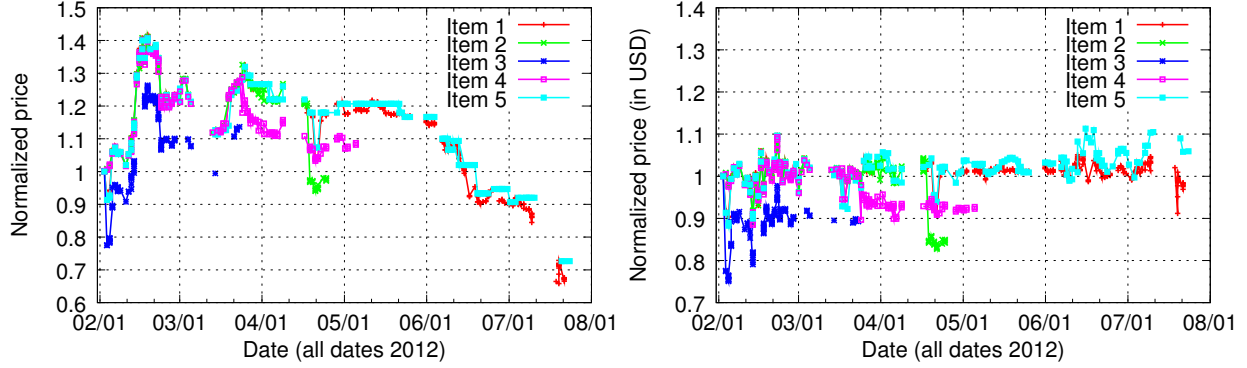 Normalized price
1.5
1.4
1.3
1.2
1.1
1
0.9
0.8
0.7
0.6
02/01 03/01 04/01 05/01 06/01 07/01 08/01
Date (all dates 2012)
Item 1
Item 2
Item 3
Item 4
Item 5
Normalized price (in USD)
1.4
1.3
1.2
1.1
1
0.9
0.8
0.7
02/01 03/01 04/01 05/01 06/01 07/01 08/01
Date (all dates 2012)
Item 1
Item 2
Item 3
Item 4
Item 5